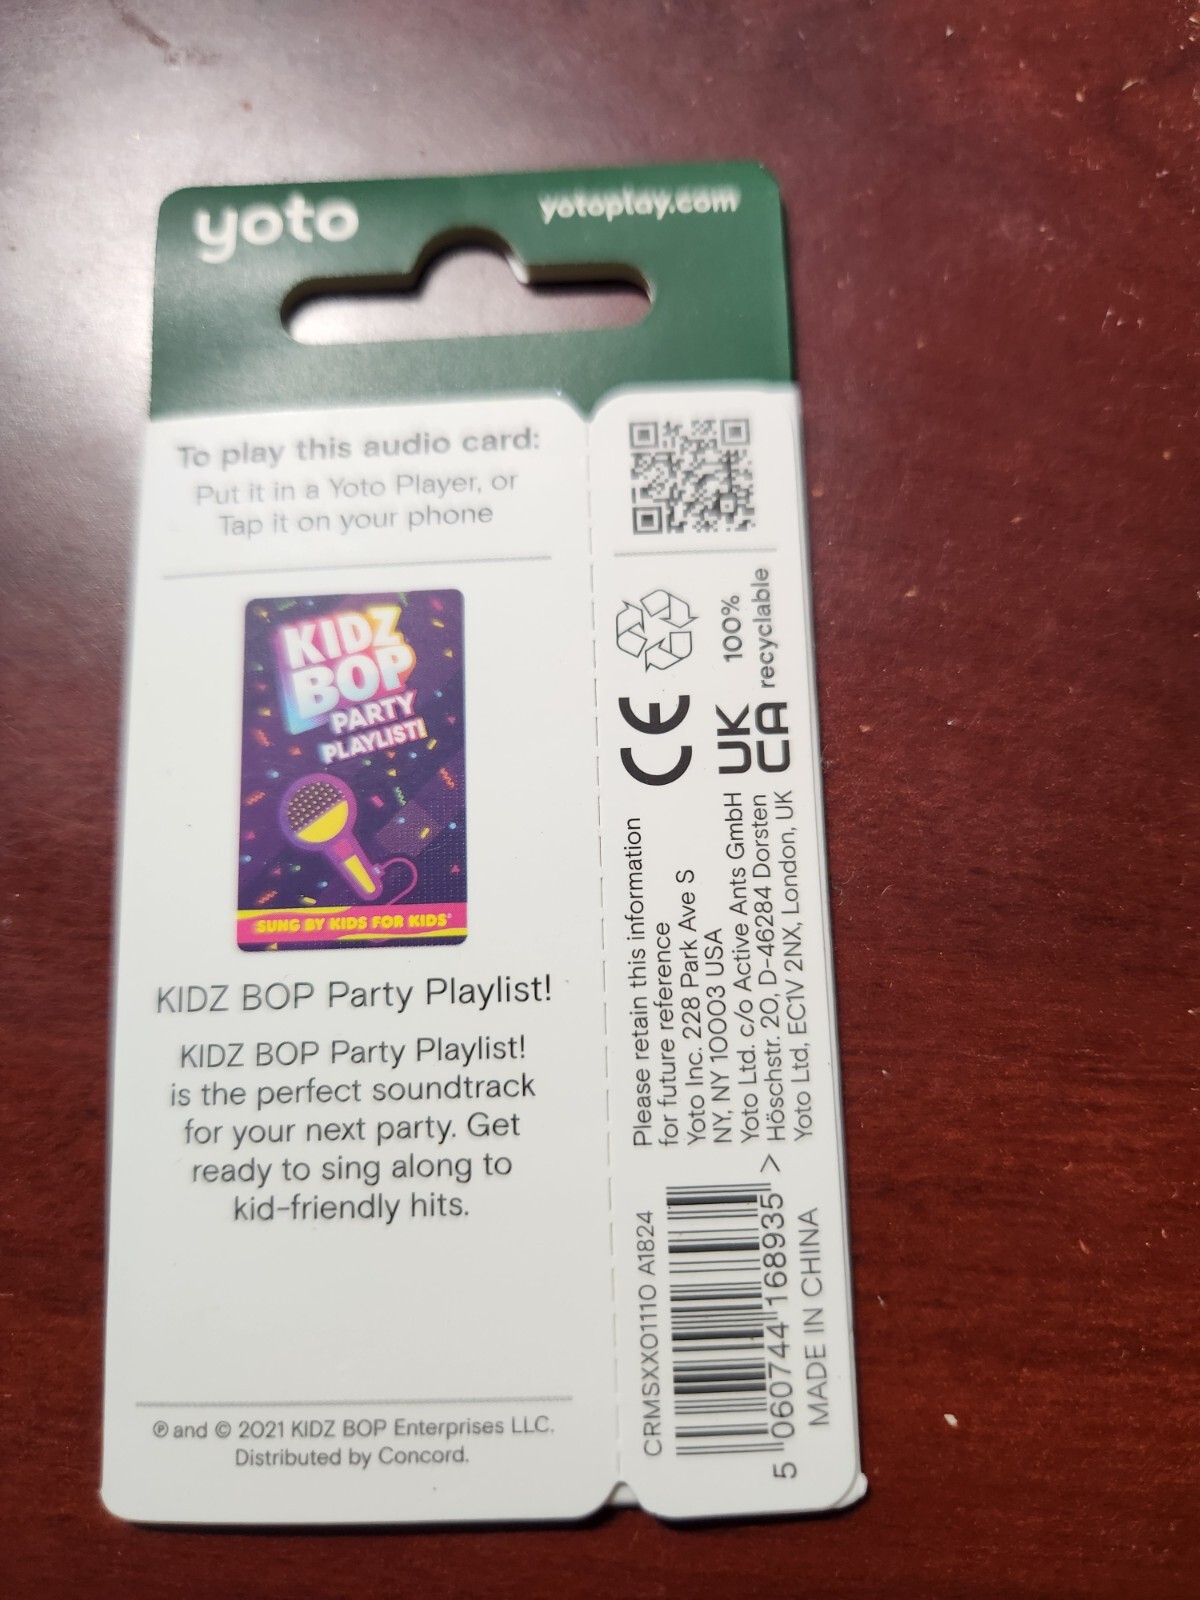 yoto
yotoplay.com
To play this audio card:
Put it in a Yoto Player, or
Tap it on your phone
KIDZ
BOP
PARTY
PLAYLIST!
SUNG BY KIDS FOR KIDS®
KIDZ BOP Party Playlist!
KIDZ BOP Party Playlist!
is the perfect soundtrack
for your next party. Get
ready to sing along to
kid-friendly hits.
℗ and © 2021 KIDZ BOP Enterprises LLC.
Distributed by Concord.
100%
recyclable
CE
UK
CA
Please retain this information
for future reference
Yoto Inc. 228 Park Ave S
NY, NY 10003 USA
Yoto Ltd. c/o Active Ants GmbH
Höschstr. 20, D-46284 Dorsten
Yoto Ltd, EC1V 2NX, London, UK
CRMSXX01110 A1824
5 060744 168935 >
MADE IN CHINA